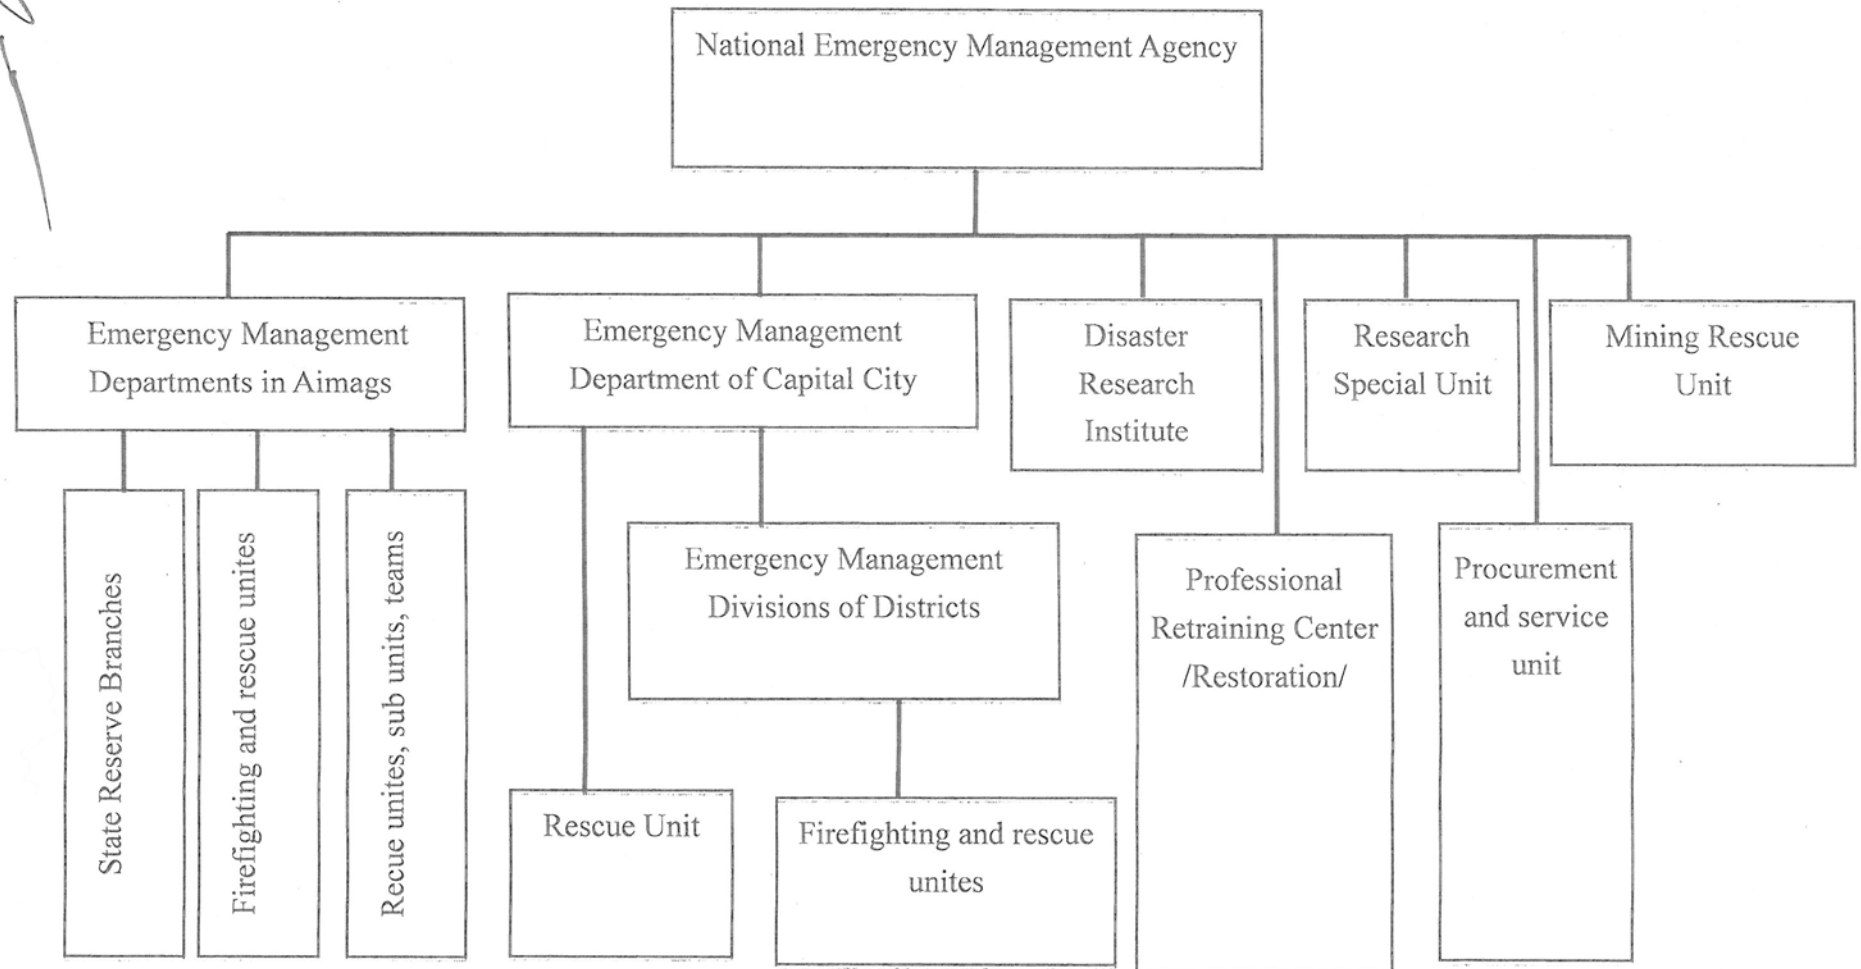 National Emergency Management Agency
Emergency Management
Departments in Aimags
Emergency Management
Department of Capital City
Disaster
Research
Institute
Research
Special Unit
Mining Rescue
Unit
State Reserve Branches
Firefighting and rescue unites
Recue unites, sub units, teams
Emergency Management
Divisions of Districts
Professional
Retraining Center
/Restoration/
Procurement
and service
unit
Rescue Unit
Firefighting and rescue
unites